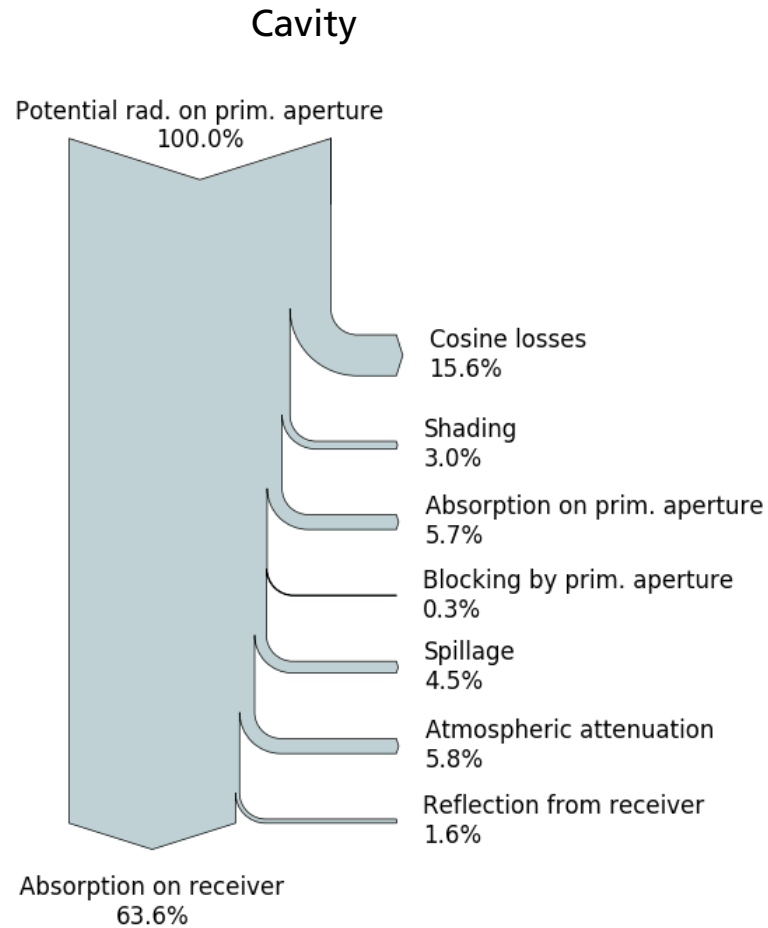 Cavity
Potential rad. on prim. aperture
100.0%
Cosine losses
15.6%
Shading
3.0%
Absorption on prim. aperture
5.7%
Blocking by prim. aperture
0.3%
Spillage
4.5%
Atmospheric attenuation
5.8%
Reflection from receiver
1.6%
Absorption on receiver
63.6%